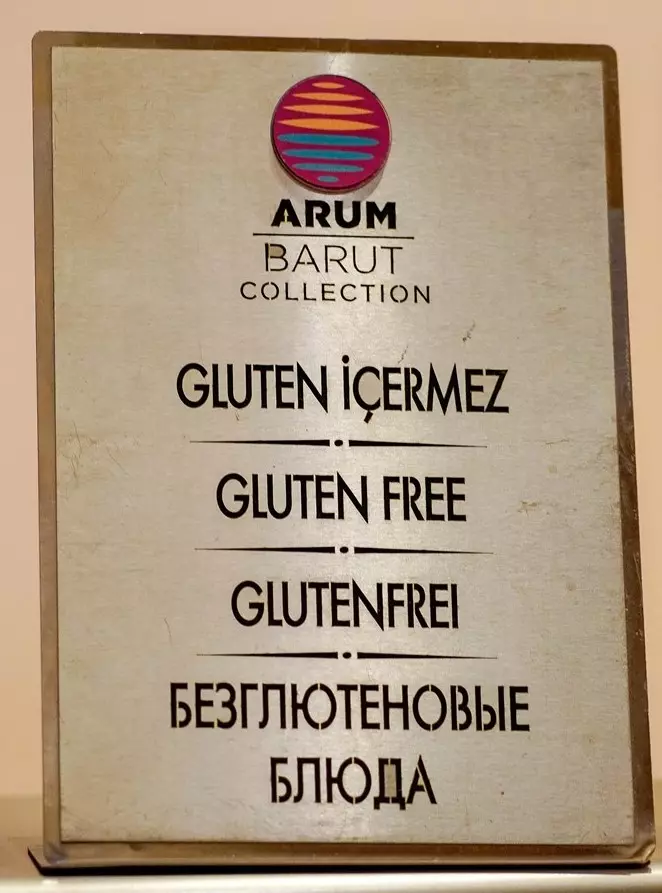 ARUM
BARUT
COLLECTION
GLUTEN İÇERMEZ
GLUTEN FREE
GLUTENFREI
БЕЗГЛЮТЕНОВЫЕ
БЛЮДА